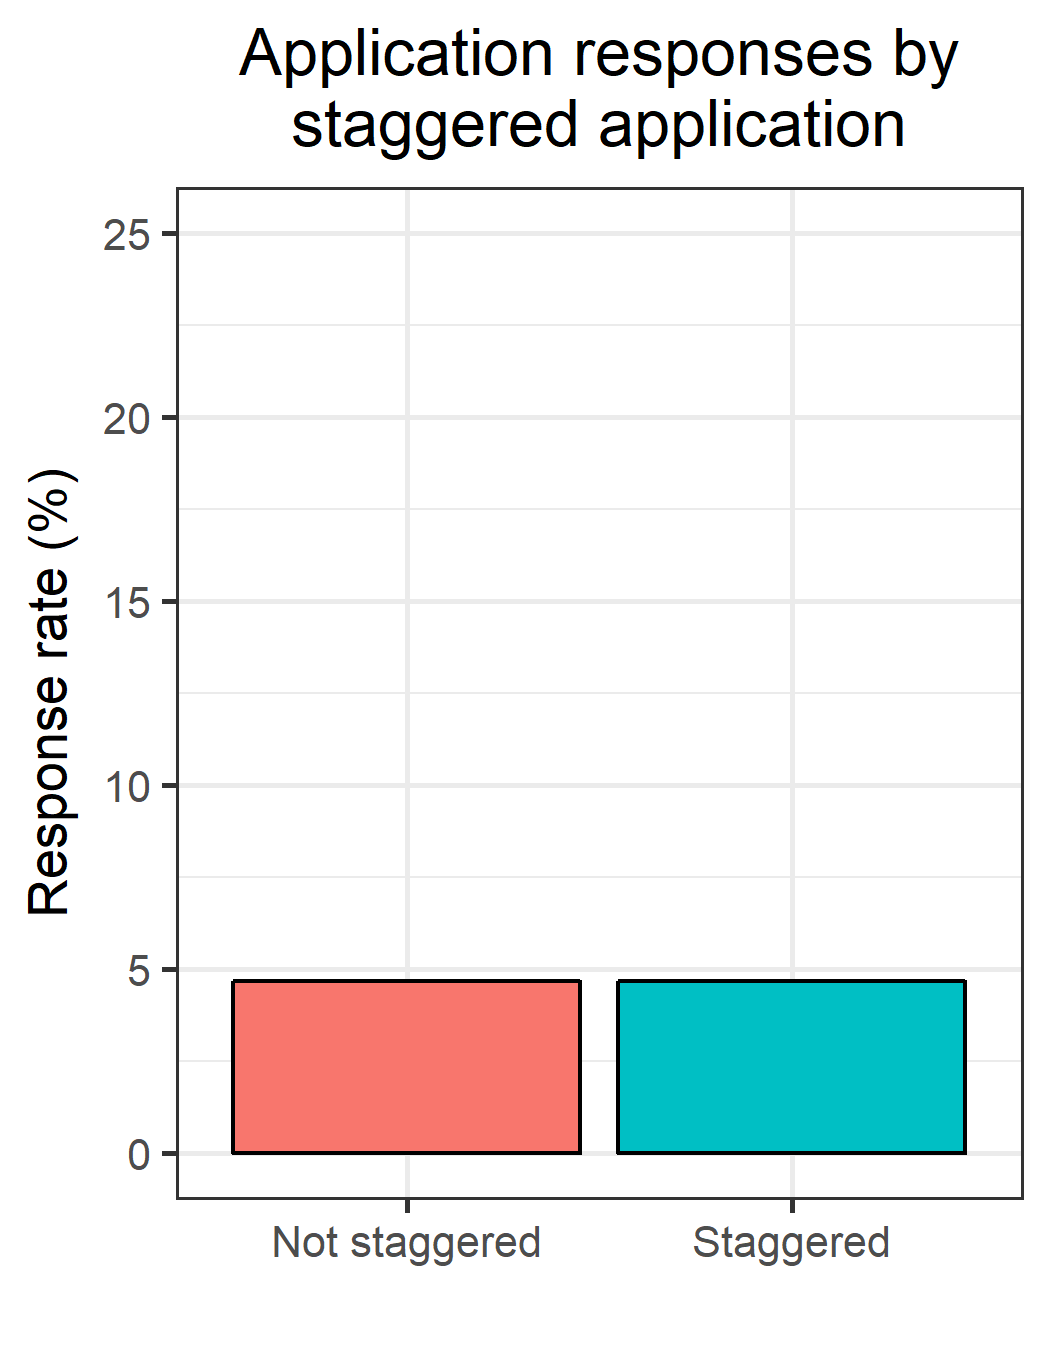 Application responses by
staggered application
Response rate (%)
25
20
15
10
5
0
Not staggered
Staggered